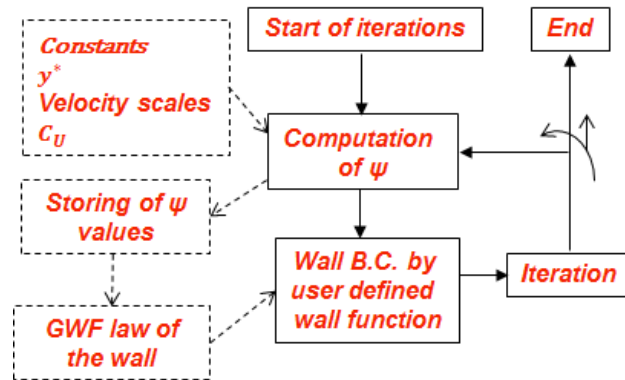 Constants
y*
Velocity scales
C_U
Start of iterations
End
Computation
of ψ
Storing of ψ
values
Wall B.C. by
user defined
wall function
Iteration
GWF law of
the wall